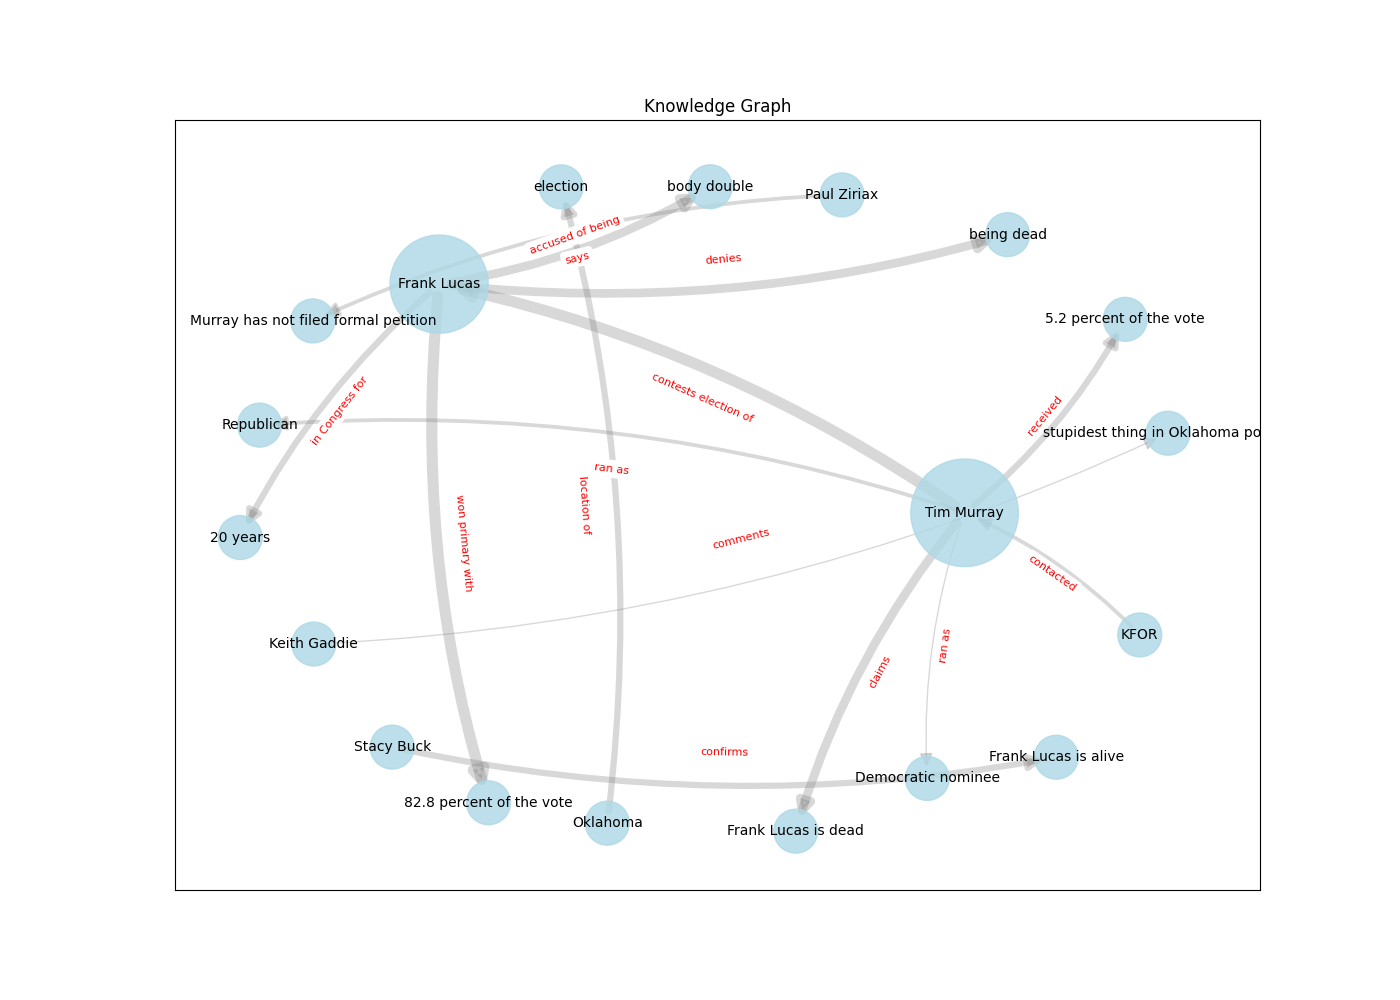 Knowledge Graph
election
body double
Paul Ziriax
accused of being
being dead
says
denies
Frank Lucas
Murray has not filed formal petition
5.2 percent of the vote
in Congress for
contests election of
received
Republican
stupidest thing in Oklahoma po
ran as
location of
Tim Murray
20 years
won primary with
comments
contacted
Keith Gaddie
KFOR
ran as
claims
Stacy Buck
confirms
Frank Lucas is alive
Democratic nominee
82.8 percent of the vote
Oklahoma
Frank Lucas is dead